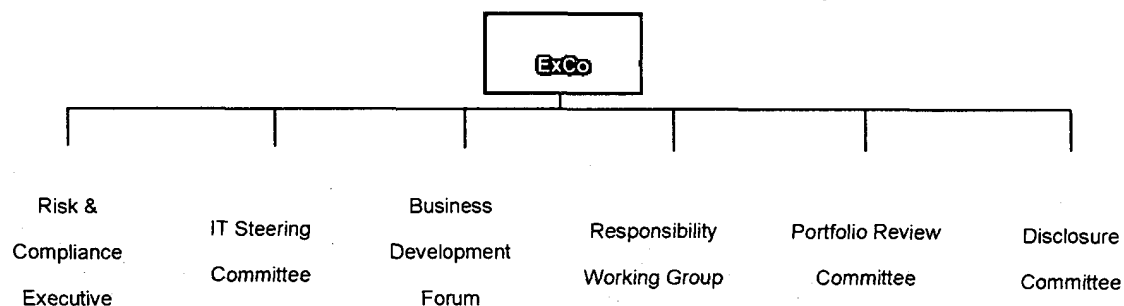 ExCo
Risk &
Compliance
Executive
IT Steering
Committee
Business
Development
Forum
Responsibility
Working Group
Portfolio Review
Committee
Disclosure
Committee